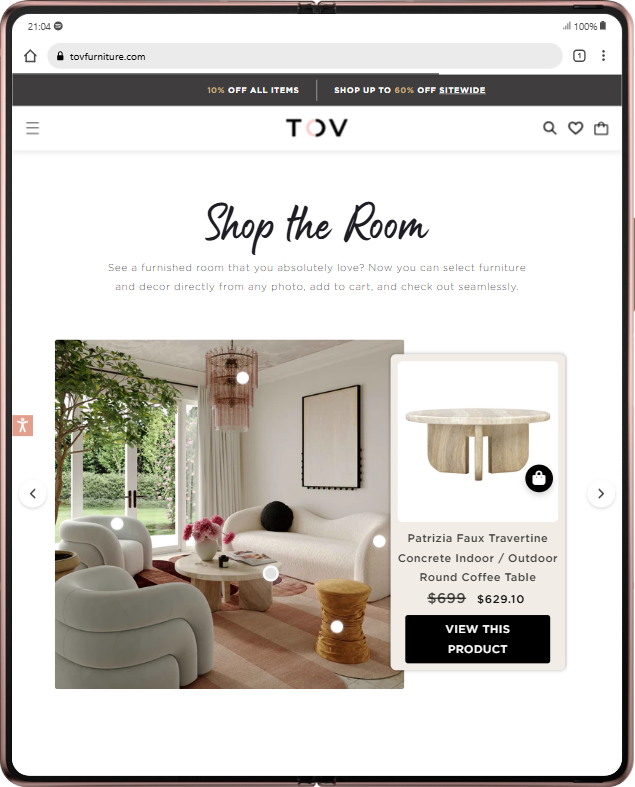 21:04
100%
tovfurniture.com
1
10% OFF ALL ITEMS
SHOP UP TO 60% OFF SITEWIDE
TOV
Shop the Room
See a furnished room that you absolutely love? Now you can select furniture
and decor directly from any photo, add to cart, and check out seamlessly.
Patrizia Faux Travertine
Concrete Indoor / Outdoor
Round Coffee Table
$699 $629.10
VIEW THIS
PRODUCT